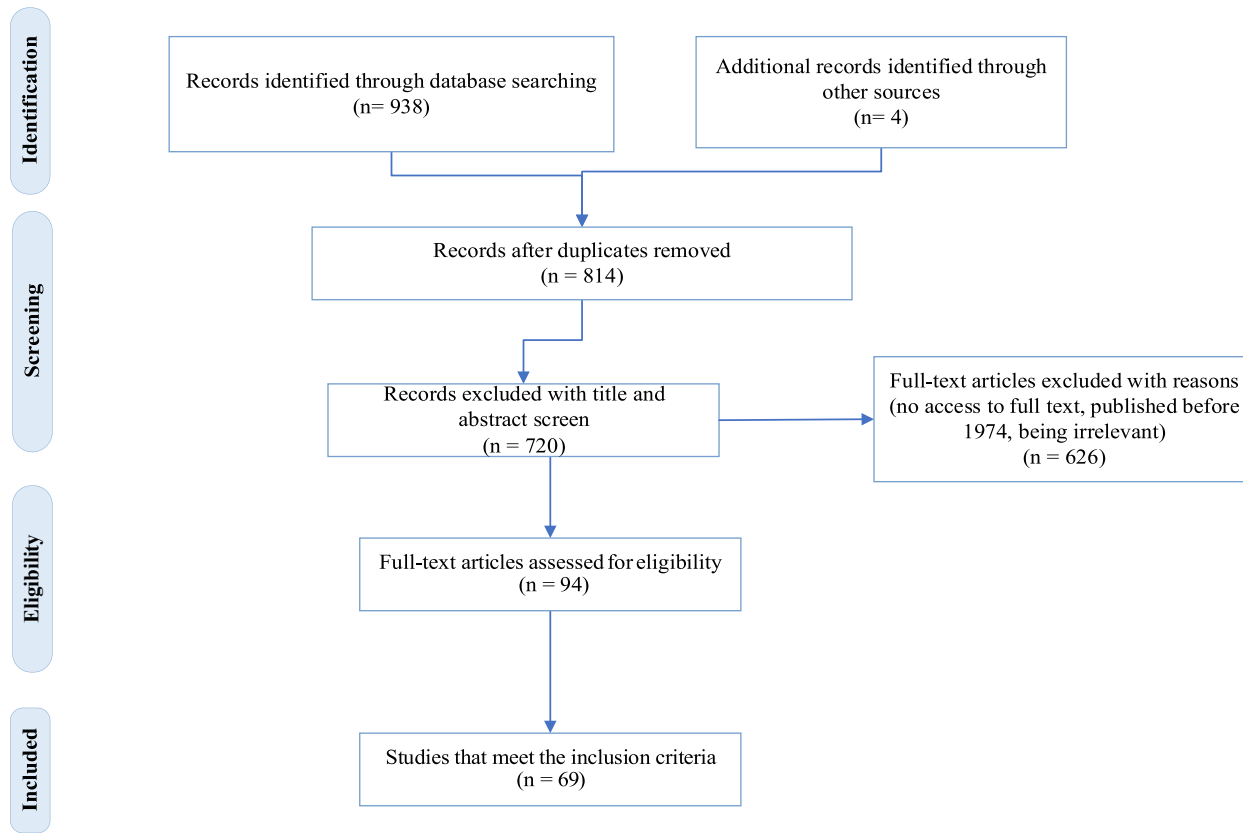 Identification
Records identified through database searching
(n= 938)
Additional records identified through
other sources
(n= 4)
Screening
Records after duplicates removed
(n = 814)
Records excluded with title and
abstract screen
(n = 720)
Full-text articles excluded with reasons
(no access to full text, published before
1974, being irrelevant)
(n = 626)
Eligibility
Full-text articles assessed for eligibility
(n = 94)
Included
Studies that meet the inclusion criteria
(n = 69)